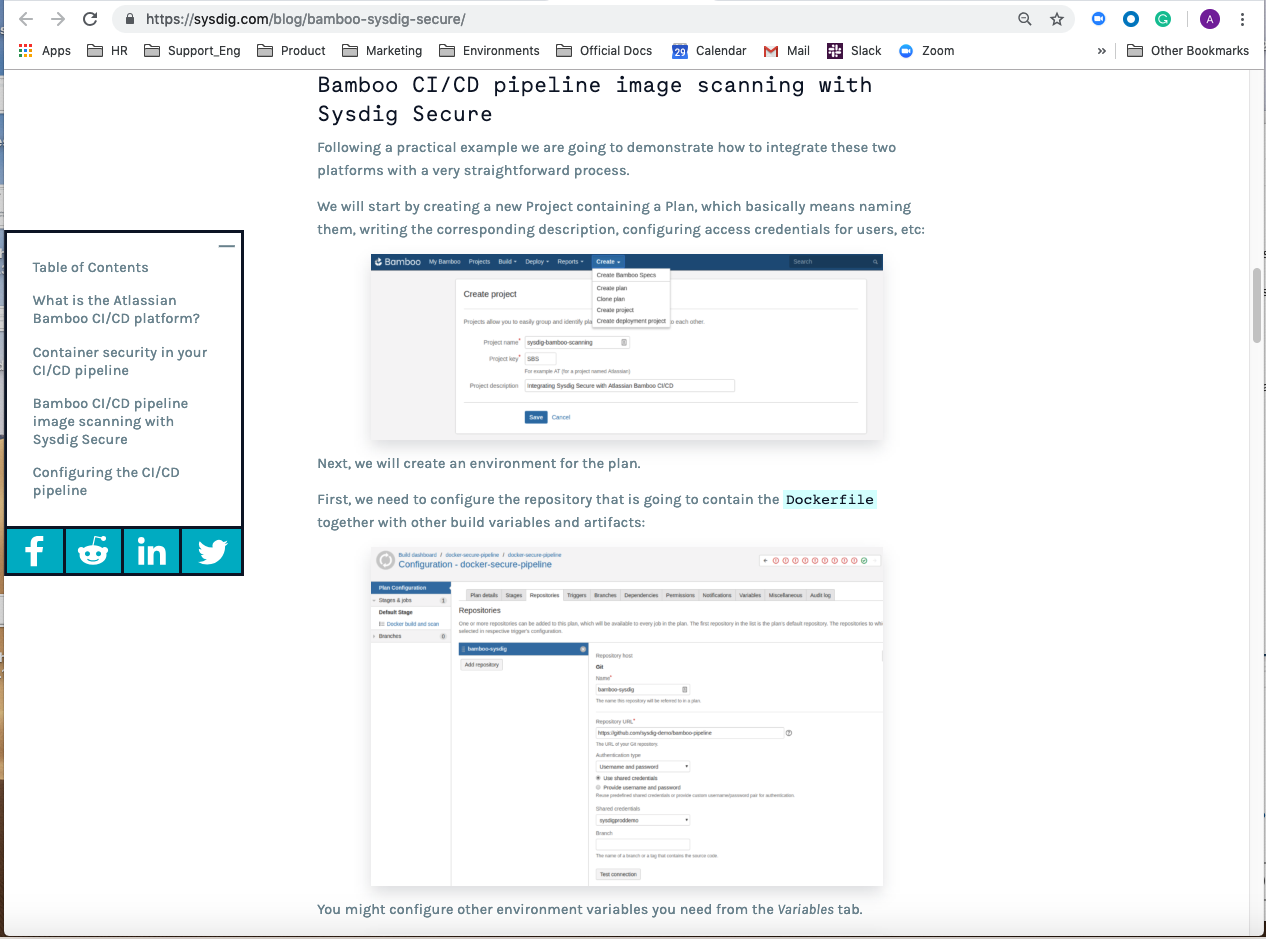 https://sysdig.com/blog/bamboo-sysdig-secure/
A
Apps HR Support_Eng Product Marketing Environments Official Docs 29 Calendar Mail Slack Zoom » Other Bookmarks
Bamboo CI/CD pipeline image scanning with
Sysdig Secure
Following a practical example we are going to demonstrate how to integrate these two
platforms with a very straightforward process.
We will start by creating a new Project containing a Plan, which basically means naming
them, writing the corresponding description, configuring access credentials for users, etc:
Table of Contents
What is the Atlassian
Bamboo CI/CD platform?
Container security in your
CI/CD pipeline
Bamboo CI/CD pipeline
image scanning with
Sysdig Secure
Configuring the CI/CD
pipeline
Bamboo My Bamboo Projects Build Deploy Reports Create Search
Create Bamboo Specs
Create plan
Clone plan
Create project
Create deployment project
Create project
Projects allow you to easily group and identify pla o each other.
Project name* sysdig-bamboo-scanning
Project key* SBS
For example AT (for a project named Atlassian)
Project description Integrating Sysdig Secure with Atlassian Bamboo CI/CD
Save Cancel
Next, we will create an environment for the plan.
First, we need to configure the repository that is going to contain the Dockerfile
together with other build variables and artifacts:
Build dashboard / docker-secure-pipeline / docker-secure-pipeline
Configuration - docker-secure-pipeline
Plan Configuration
Stages & jobs 1
Default Stage
Docker build and scan
Branches 0
Plan details Stages Repositories Triggers Branches Dependencies Permissions Notifications Variables Miscellaneous Audit log
Repositories
One or more repositories can be added to this plan, which will be available to every job in the plan. The first repository in the list is the plan's default repository. The repositories to who
selected in respective trigger's configuration.
bamboo-sysdig
Add repository
Repository host
Git
Name*
bamboo-sysdig
The name this repository will be referred to in a plan.
Repository URL*
https://github.com/sysdig-demo/bamboo-pipeline
The URL of your Git repository
Authentication type
Username and password
Use shared credentials
Provide username and password
Reuse predefined shared credentials or provide custom username/password pair for authentication.
Shared credentials
sysdigproddemo
Branch
The name of a branch or a tag that contains the source code.
Test connection
You might configure other environment variables you need from the Variables tab.